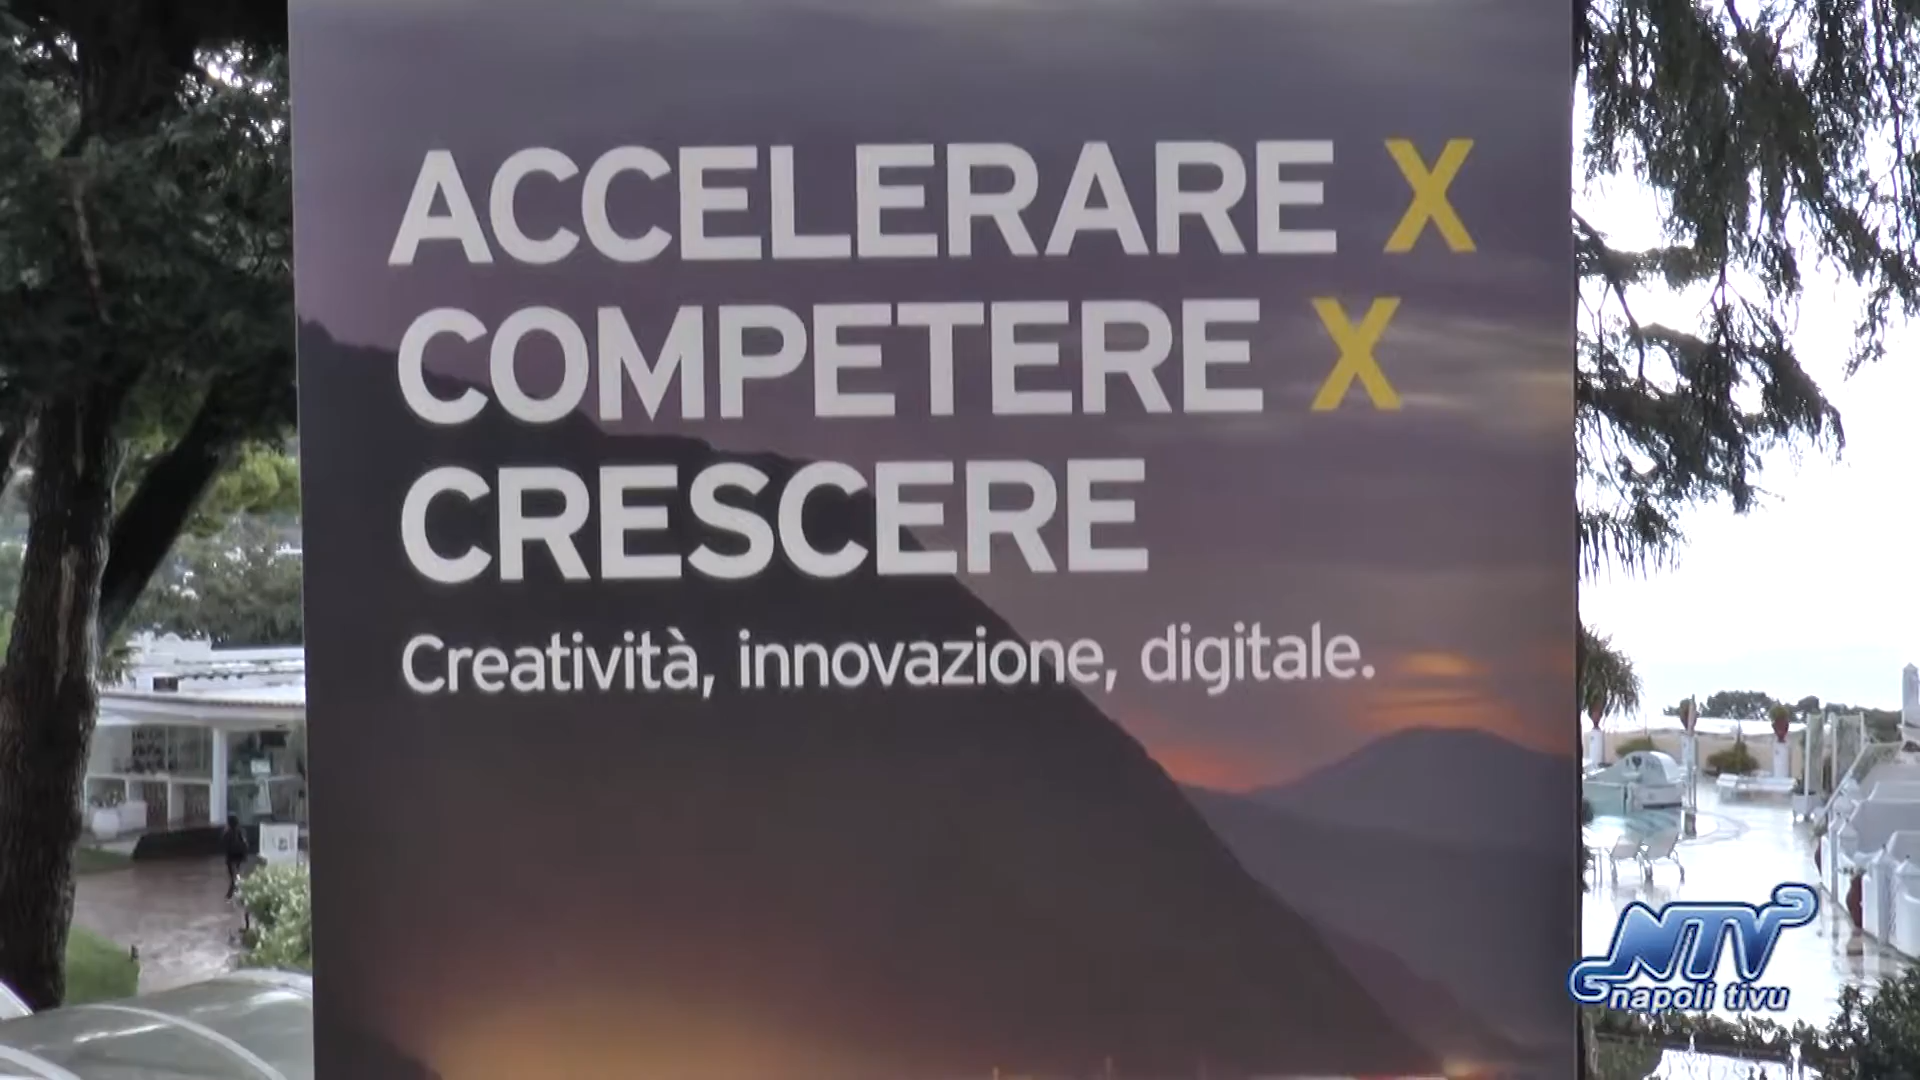 ACCELERARE X
COMPETERE X
CRESCERE
Creatività, innovazione, digitale.
NTV
napoli tivu